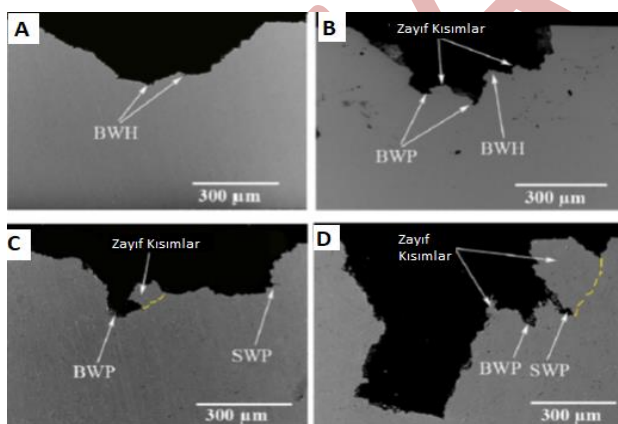 A
BWH
300 µm
B
Zayıf Kısımlar
BWP
BWH
300 µm
C
Zayıf Kısımlar
BWP
SWP
300 µm
D
Zayıf
Kısımlar
BWP
SWP
300 µm